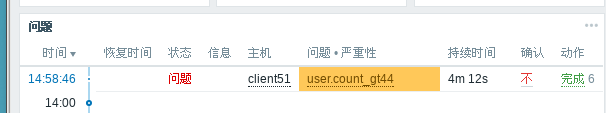 问题
时间 恢复时间 状态 信息 主机 问题 • 严重性 持续时间 确认 动作
14:58:46 问题 client51 user.count_gt44 4m 12s 不 完成 6
14:00